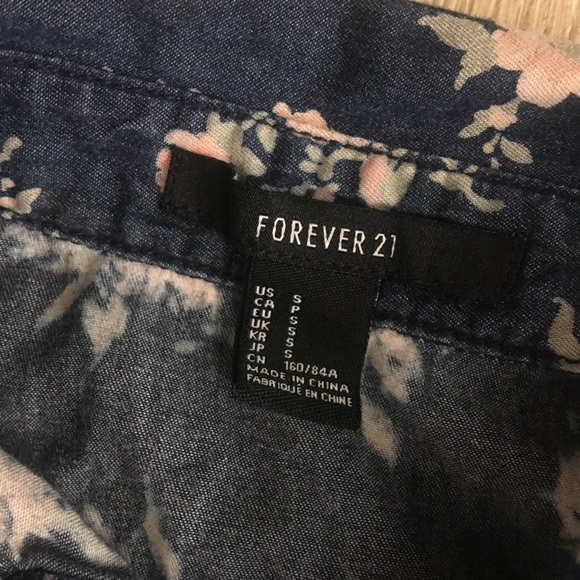 FOREVER 21
US S
CA P
EU S
UK S
KR S
JP S
CN 160/84A
MADE IN CHINA
FABRIQUÉ EN CHINE